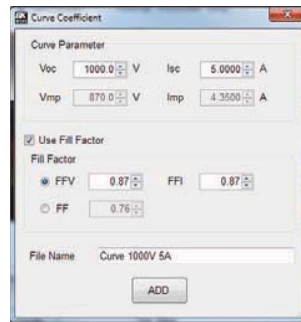 Curve Coefficient
Curve Parameter
Voc 1000.0 V Isc 5.0000 A
Vmp 870.0 V Imp 4.3500 A
Use Fill Factor
Fill Factor
FFV 0.87 FFI 0.87
FF 0.76
File Name Curve 1000V 5A
ADD